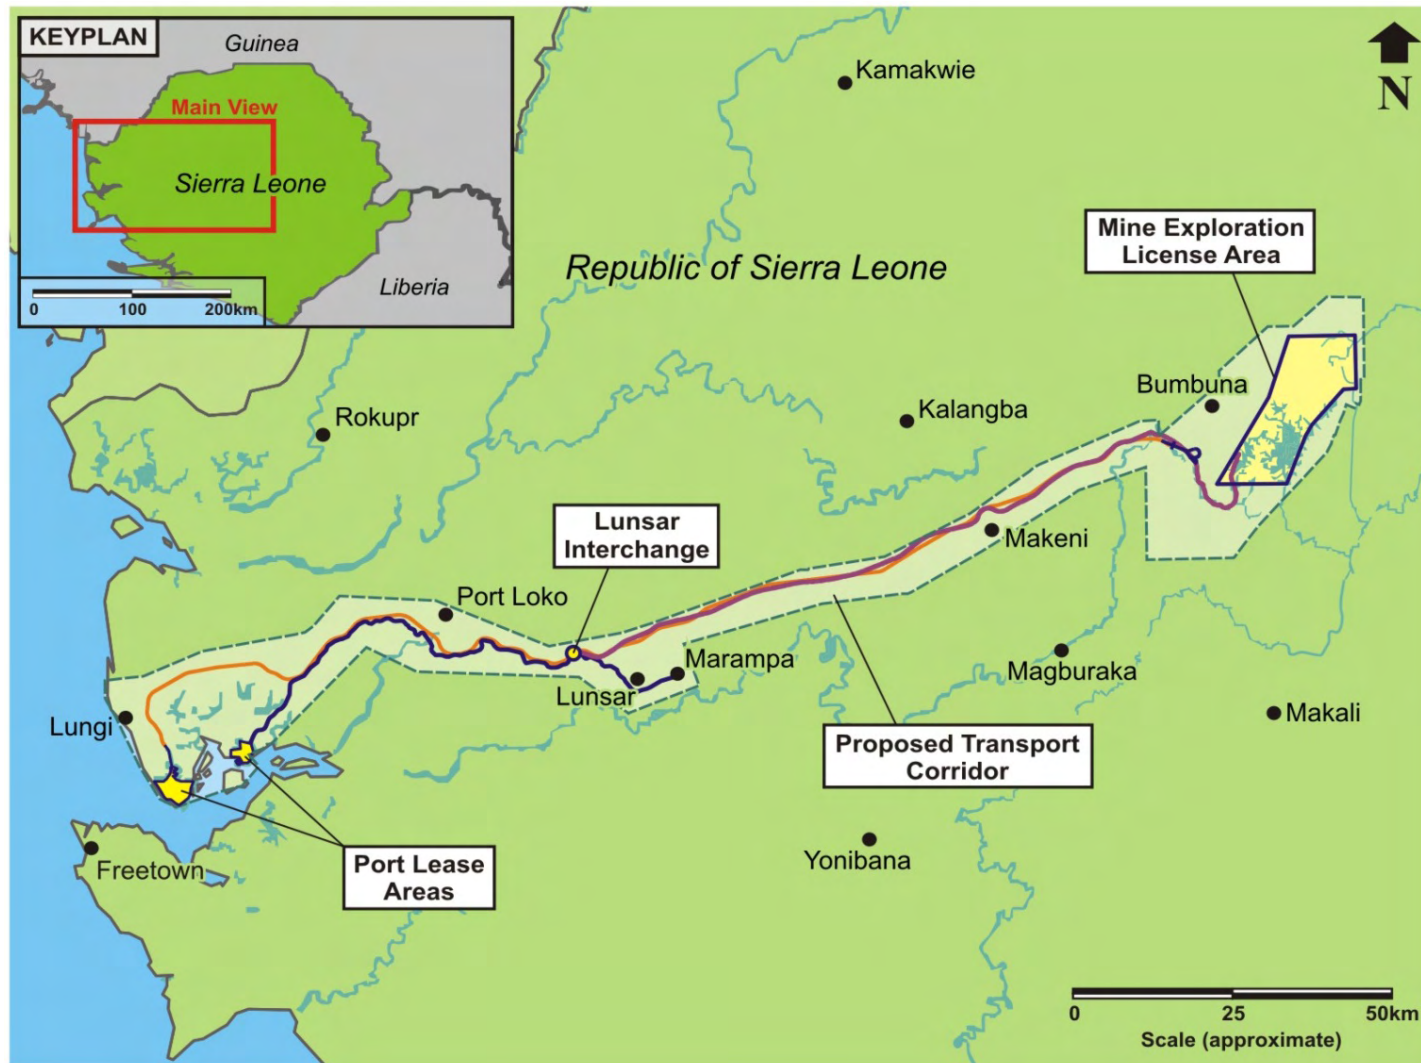 KEYPLAN
Guinea
Main View
Sierra Leone
Liberia
0 100 200km
N
Kamakwie
Republic of Sierra Leone
Mine Exploration
License Area
Bumbuna
Kalangba
Rokupr
Lunsar
Interchange
Makeni
Port Loko
Marampa
Lunsar
Magburaka
Lungi
Makali
Proposed Transport
Corridor
Yonibana
Freetown
Port Lease
Areas
0 25 50km
Scale (approximate)